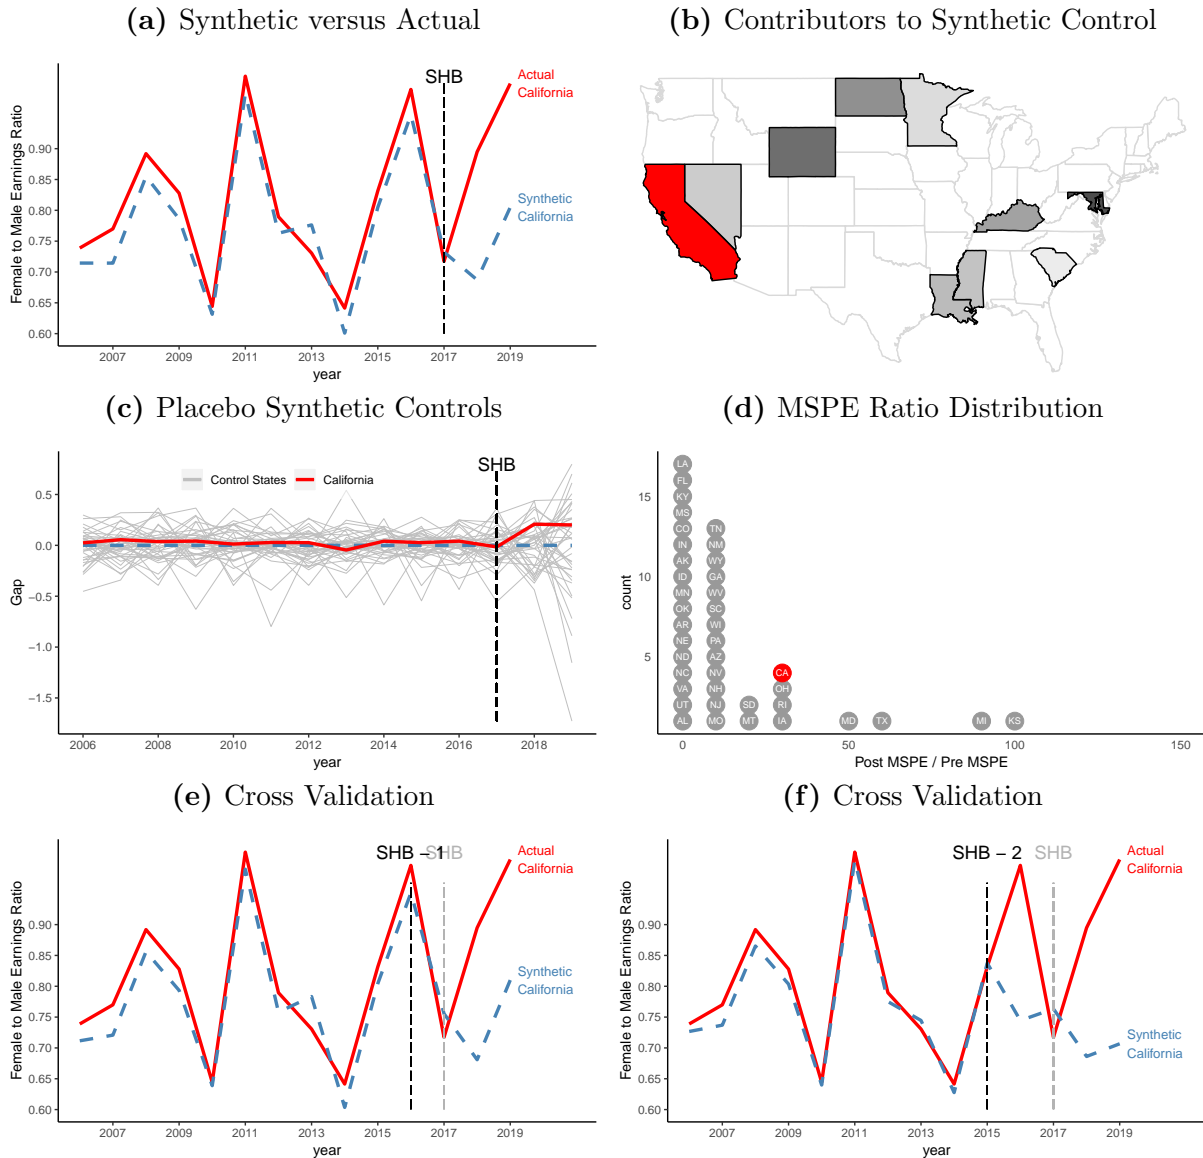 (a) Synthetic versus Actual
Female to Male Earnings Ratio
0.90
0.85
0.80
0.75
0.70
0.65
0.60
SHB
Actual
California
Synthetic
California
2007 2009 2011 2013 2015 2017 2019
year
(b) Contributors to Synthetic Control
(c) Placebo Synthetic Controls
Gap
0.5
0.0
−0.5
−1.0
−1.5
Control States California
SHB
2006 2008 2010 2012 2014 2016 2018
year
(d) MSPE Ratio Distribution
count
15
10
5
LA
FL
KY
MS
CO TN
IN NM
AK WY
ID GA
MN WV
OK SC
AR WI
NE PA
ND AZ
NC NV CA
VA NH OH
UT NJ SD RI
AL MO MT IA MD TX MI KS
0 50 100 150
Post MSPE / Pre MSPE
(e) Cross Validation
Female to Male Earnings Ratio
0.90
0.85
0.80
0.75
0.70
0.65
0.60
SHB − 1 SHB
Actual
California
Synthetic
California
2007 2009 2011 2013 2015 2017 2019
year
(f) Cross Validation
Female to Male Earnings Ratio
0.90
0.85
0.80
0.75
0.70
0.65
0.60
SHB − 2 SHB
Actual
California
Synthetic
California
2007 2009 2011 2013 2015 2017 2019
year